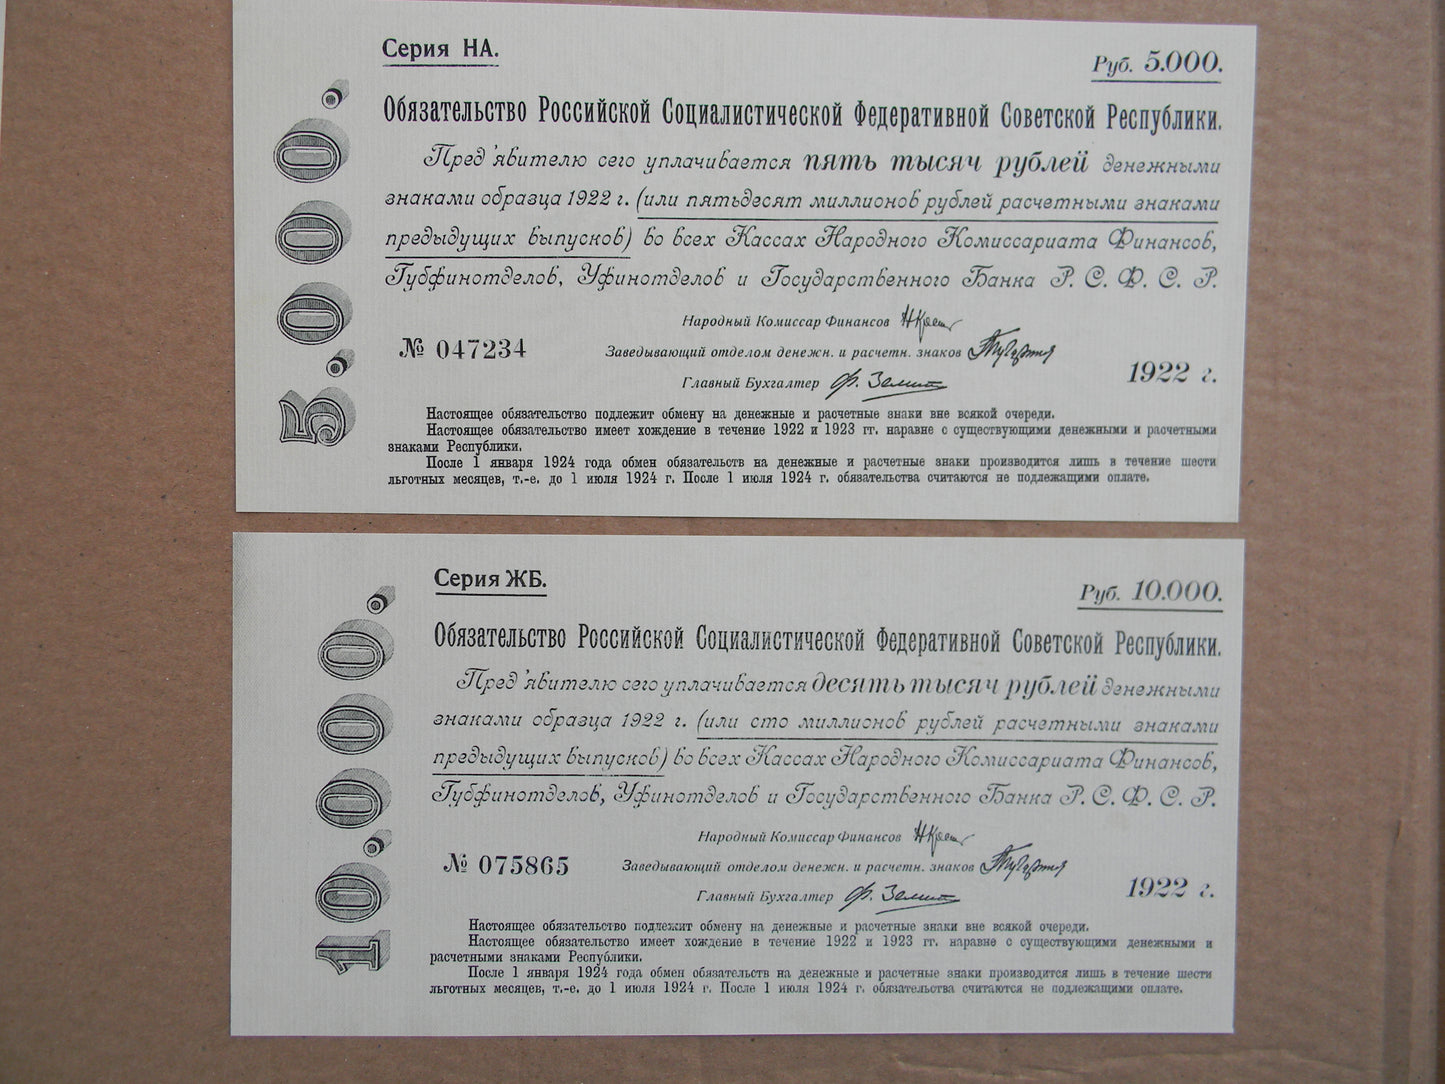 Серия НА.
Руб. 5.000.
5.000.
Обязательство Российской Социалистической Федеративной Советской Республики.
Пред'явителю сего уплачивается пять тысяч рублей денежными
знаками образца 1922 г. (или пятьдесят миллионов рублей расчетными знаками
предыдущих выпусков) во всех Кассах Народного Комиссариата Финансов,
Губфинотделов, Уфинотделов и Государственного Банка Р. С. Ф. С. Р.
Народный Комиссар Финансов
№ 047234
Заведывающий отделом денежн. и расчетн. знаков
Главный Бухгалтер
1922 г.
Настоящее обязательство подлежит обмену на денежные и расчетные знаки вне всякой очереди.
Настоящее обязательство имеет хождение в течение 1922 и 1923 гг. наравне с существующими денежными и расчетными
знаками Республики.
После 1 января 1924 года обмен обязательств на денежные и расчетные знаки производится лишь в течение шести
льготных месяцев, т.-е. до 1 июля 1924 г. После 1 июля 1924 г. обязательства считаются не подлежащими оплате.
Серия ЖБ.
Руб. 10.000.
10.000.
Обязательство Российской Социалистической Федеративной Советской Республики.
Пред'явителю сего уплачивается десять тысяч рублей денежными
знаками образца 1922 г. (или сто миллионов рублей расчетными знаками
предыдущих выпусков) во всех Кассах Народного Комиссариата Финансов,
Губфинотделов, Уфинотделов и Государственного Банка Р. С. Ф. С. Р.
Народный Комиссар Финансов
№ 075865
Заведывающий отделом денежн. и расчетн. знаков
Главный Бухгалтер
1922 г.
Настоящее обязательство подлежит обмену на денежные и расчетные знаки вне всякой очереди.
Настоящее обязательство имеет хождение в течение 1922 и 1923 гг. наравне с существующими денежными и
расчетными знаками Республики.
После 1 января 1924 года обмен обязательств на денежные и расчетные знаки производится лишь в течение шести
льготных месяцев, т.-е. до 1 июля 1924 г. После 1 июля 1924 г. обязательства считаются не подлежащими оплате.